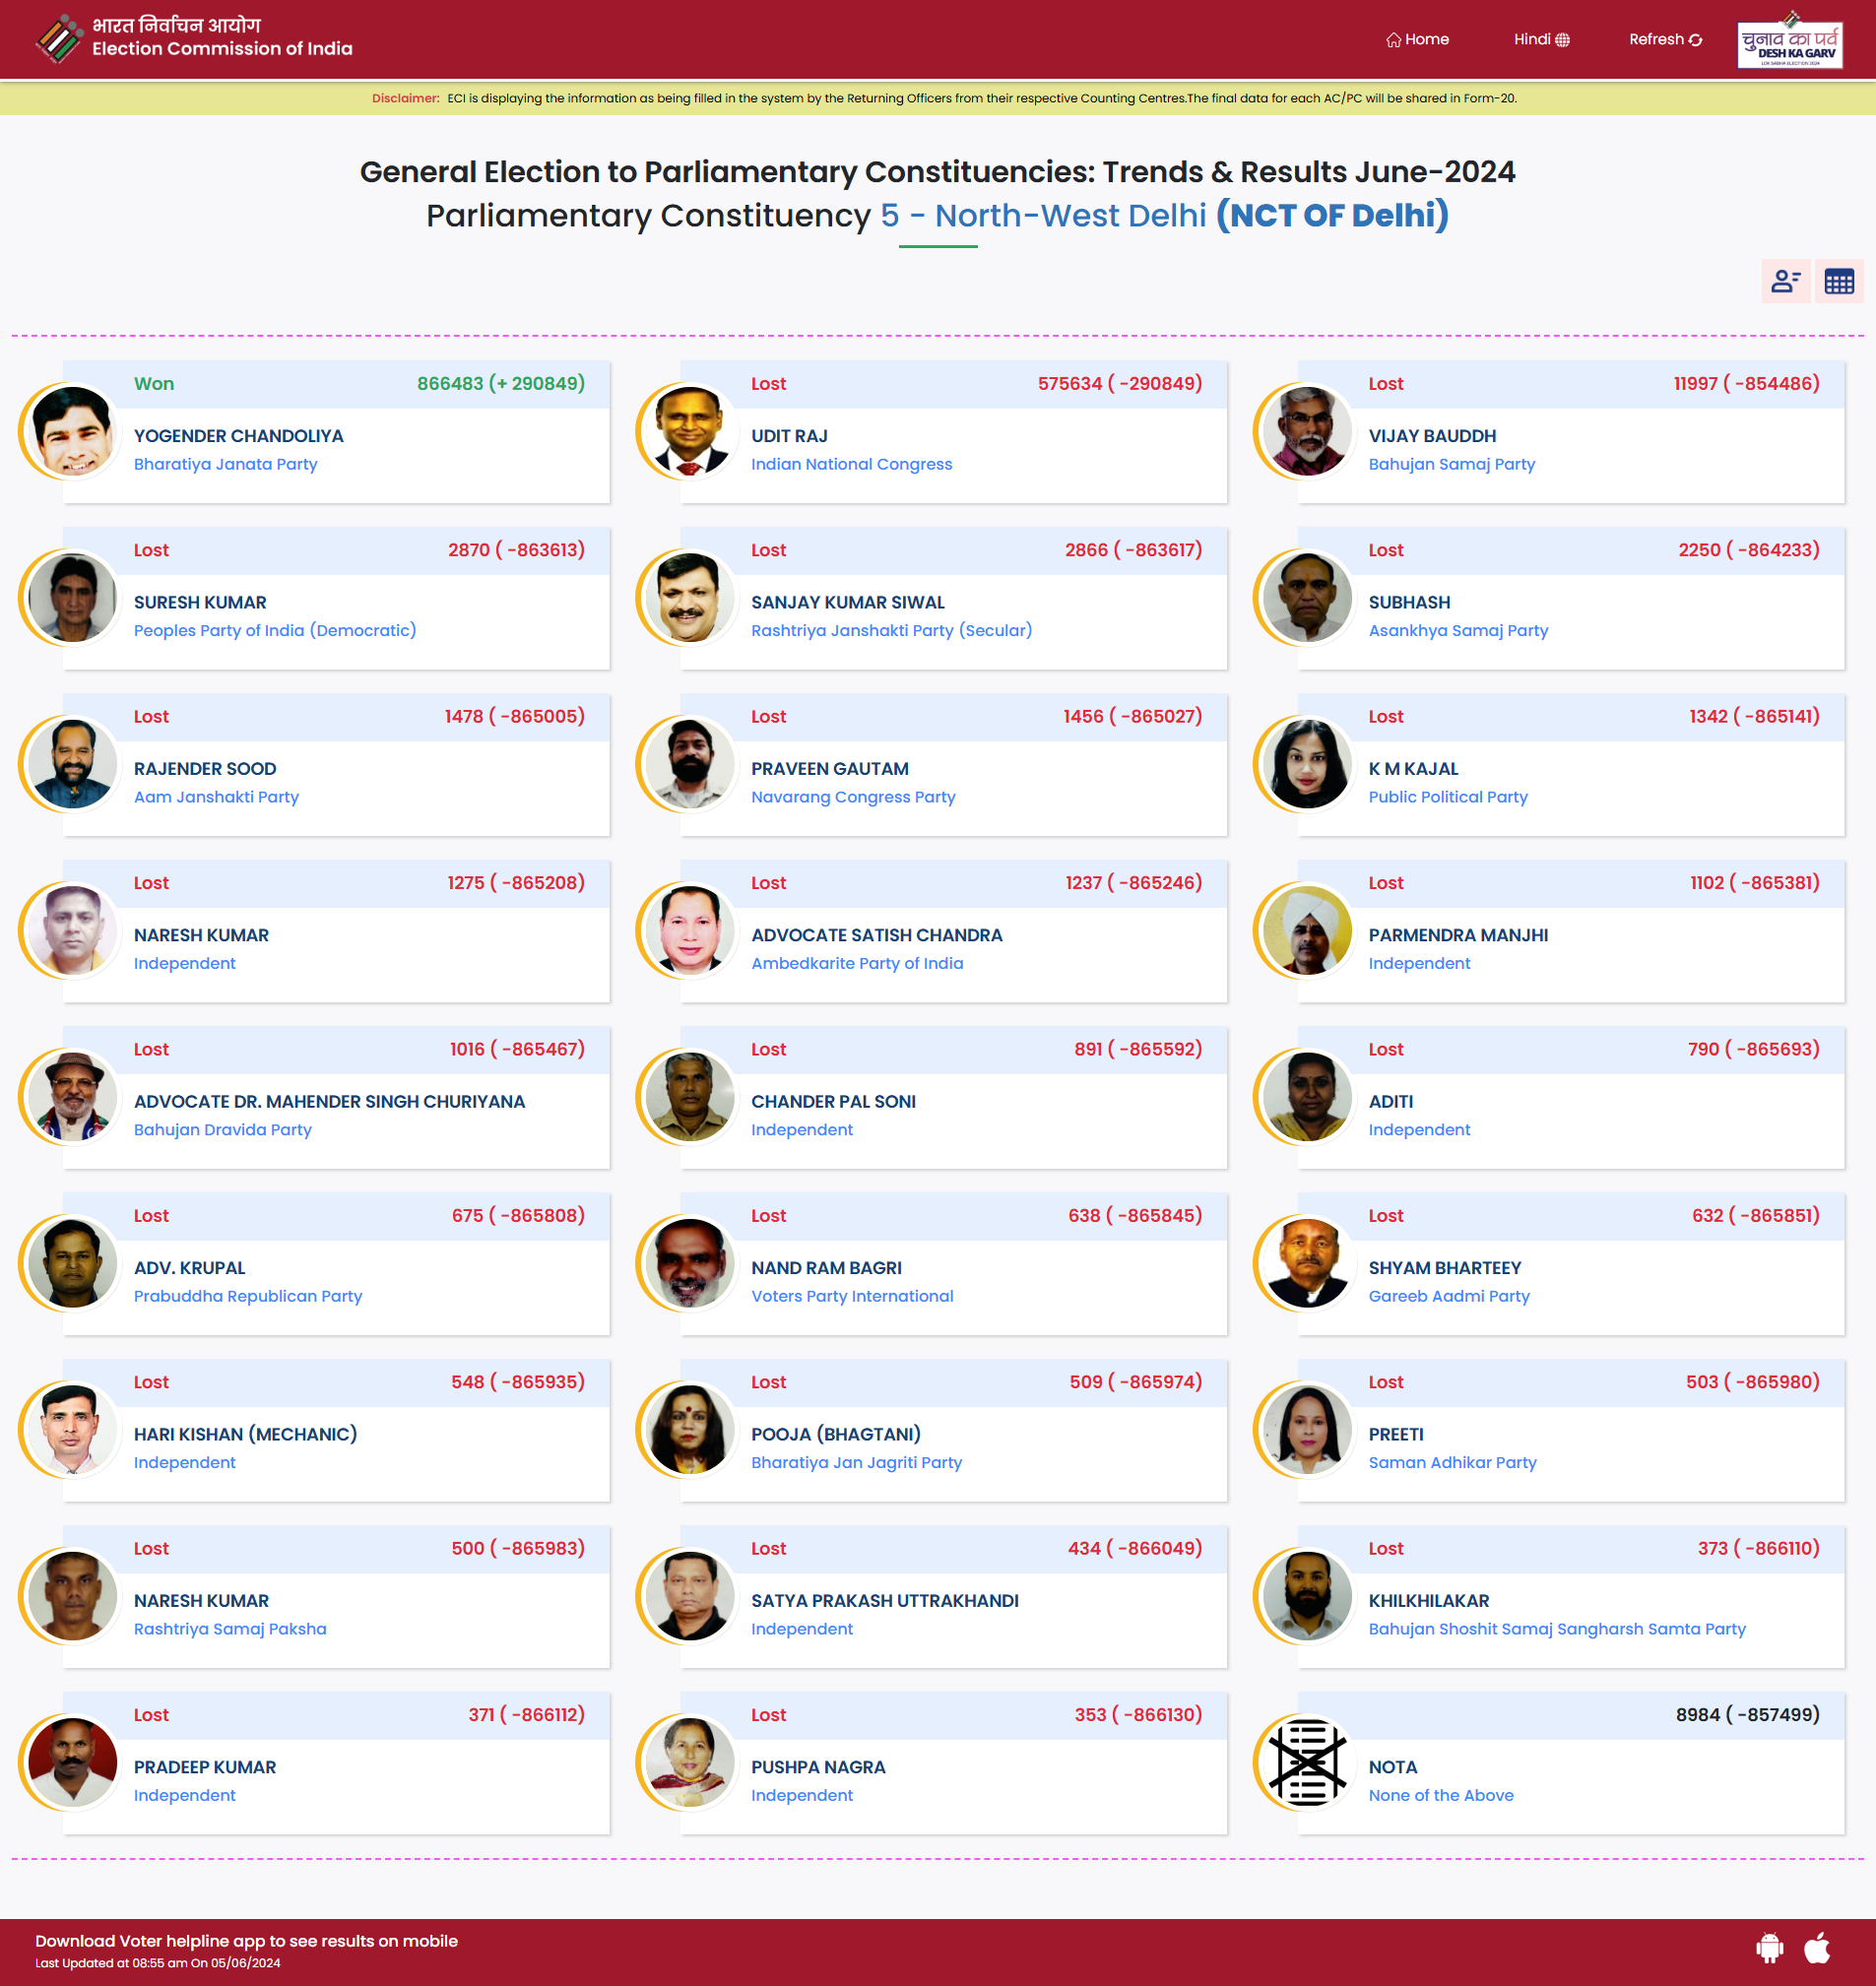 भारत निर्वाचन आयोग
Election Commission of India
Home
Hindi
Refresh
चुनाव का पर्व
DESH KA GARV
LOK SABHA ELECTION 2024
Disclaimer: ECI is displaying the information as being filled in the system by the Returning Officers from their respective Counting Centres.The final data for each AC/PC will be shared in Form-20.
General Election to Parliamentary Constituencies: Trends & Results June-2024
Parliamentary Constituency 5 - North-West Delhi (NCT OF Delhi)
Won 866483 (+ 290849)
YOGENDER CHANDOLIYA
Bharatiya Janata Party
Lost 575634 ( -290849)
UDIT RAJ
Indian National Congress
Lost 11997 ( -854486)
VIJAY BAUDDH
Bahujan Samaj Party
Lost 2870 ( -863613)
SURESH KUMAR
Peoples Party of India (Democratic)
Lost 2866 ( -863617)
SANJAY KUMAR SIWAL
Rashtriya Janshakti Party (Secular)
Lost 2250 ( -864233)
SUBHASH
Asankhya Samaj Party
Lost 1478 ( -865005)
RAJENDER SOOD
Aam Janshakti Party
Lost 1456 ( -865027)
PRAVEEN GAUTAM
Navarang Congress Party
Lost 1342 ( -865141)
K M KAJAL
Public Political Party
Lost 1275 ( -865208)
NARESH KUMAR
Independent
Lost 1237 ( -865246)
ADVOCATE SATISH CHANDRA
Ambedkarite Party of India
Lost 1102 ( -865381)
PARMENDRA MANJHI
Independent
Lost 1016 ( -865467)
ADVOCATE DR. MAHENDER SINGH CHURIYANA
Bahujan Dravida Party
Lost 891 ( -865592)
CHANDER PAL SONI
Independent
Lost 790 ( -865693)
ADITI
Independent
Lost 675 ( -865808)
ADV. KRUPAL
Prabuddha Republican Party
Lost 638 ( -865845)
NAND RAM BAGRI
Voters Party International
Lost 632 ( -865851)
SHYAM BHARTEEY
Gareeb Aadmi Party
Lost 548 ( -865935)
HARI KISHAN (MECHANIC)
Independent
Lost 509 ( -865974)
POOJA (BHAGTANI)
Bharatiya Jan Jagriti Party
Lost 503 ( -865980)
PREETI
Saman Adhikar Party
Lost 500 ( -865983)
NARESH KUMAR
Rashtriya Samaj Paksha
Lost 434 ( -866049)
SATYA PRAKASH UTTRAKHANDI
Independent
Lost 373 ( -866110)
KHILKHILAKAR
Bahujan Shoshit Samaj Sangharsh Samta Party
Lost 371 ( -866112)
PRADEEP KUMAR
Independent
Lost 353 ( -866130)
PUSHPA NAGRA
Independent
8984 ( -857499)
NOTA
None of the Above
Download Voter helpline app to see results on mobile
Last Updated at 08:55 am On 05/06/2024